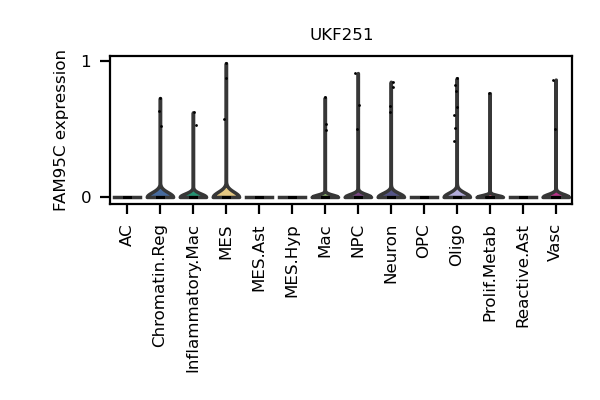 UKF251
FAM95C expression
1
0
AC
Chromatin.Reg
Inflammatory.Mac
MES
MES.Ast
MES.Hyp
Mac
NPC
Neuron
OPC
Oligo
Prolif.Metab
Reactive.Ast
Vasc